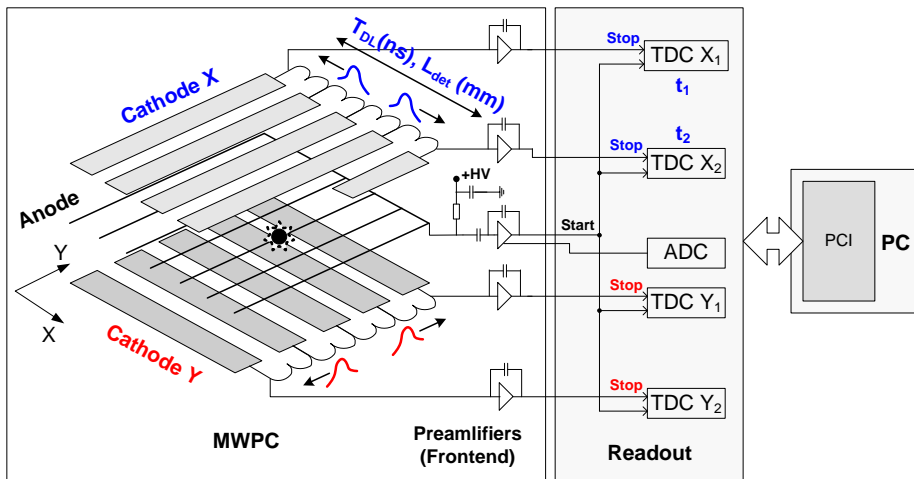 T_DL(ns), L_det (mm)
Cathode X
Stop
TDC X₁
t₁
t₂
Stop
TDC X₂
+HV
Anode
Start
Y
X
ADC
PCI
PC
Stop
TDC Y₁
Cathode Y
Stop
TDC Y₂
MWPC
Preamlifiers
(Frontend)
Readout